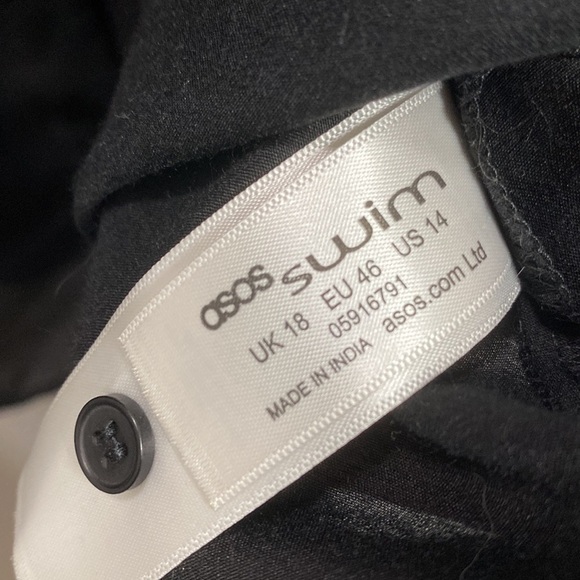 asos swim
UK 18 EU 46 US 14
05916791
MADE IN INDIA asos.com Ltd